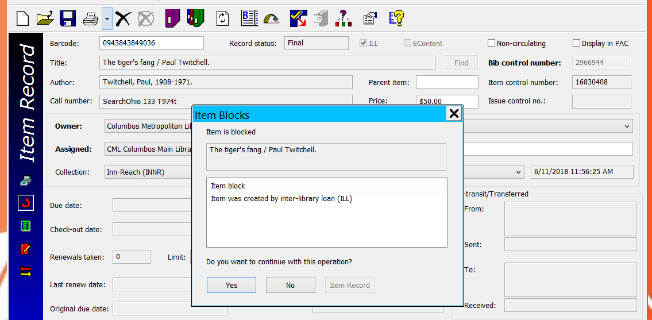 Barcode: 0943843849036 Record status: Final ILL EContent Non-circulating Display in PAC
Title: The tiger's fang / Paul Twitchell. Find Bib control number: 2966944
Author: Twitchell, Paul, 1908-1971. Parent item: Item control number: 16830408
Call number: SearchOhio 133 T974t Price: $50.00 Issue control no.:
Item Record
Item Blocks
Item is blocked
The tiger's fang / Paul Twitchell.
Item block
Item was created by inter-library loan (ILL)
Do you want to continue with this operation?
Yes No Item Record
Owner: Columbus Metropolitan Li
Assigned: CML Columbus Main Libra
Collection: Inn-Reach (INNR) 6/11/2018 11:56:25 AM
Due date:
Check-out date:
Renewals taken: 0 Limit:
Last renew date:
Original due date:
transit/Transferred
From:
Sent:
To:
Received: